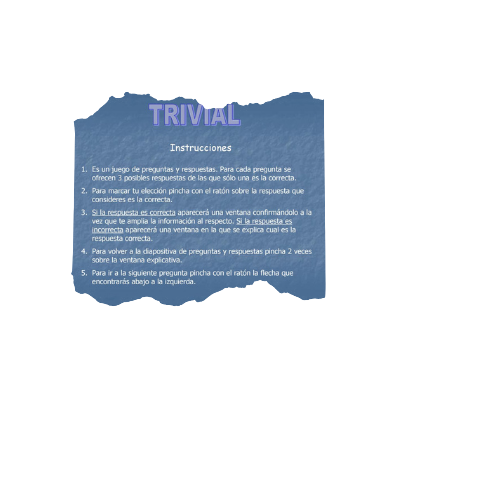 TRIVIAL
Instrucciones
1. Es un juego de preguntas y respuestas. Para cada pregunta se
ofrecen 3 posibles respuestas de las que sólo una es la correcta.
2. Para marcar tu elección pincha con el ratón sobre la respuesta que
consideres es la correcta.
3. Si la respuesta es correcta aparecerá una ventana confirmándolo a la
vez que te amplia la información al respecto. Si la respuesta es
incorrecta aparecerá una ventana en la que se explica cual es la
respuesta correcta.
4. Para volver a la diapositiva de preguntas y respuestas pincha 2 veces
sobre la ventana explicativa.
5. Para ir a la siguiente pregunta pincha con el ratón la flecha que
encontrarás abajo a la izquierda.